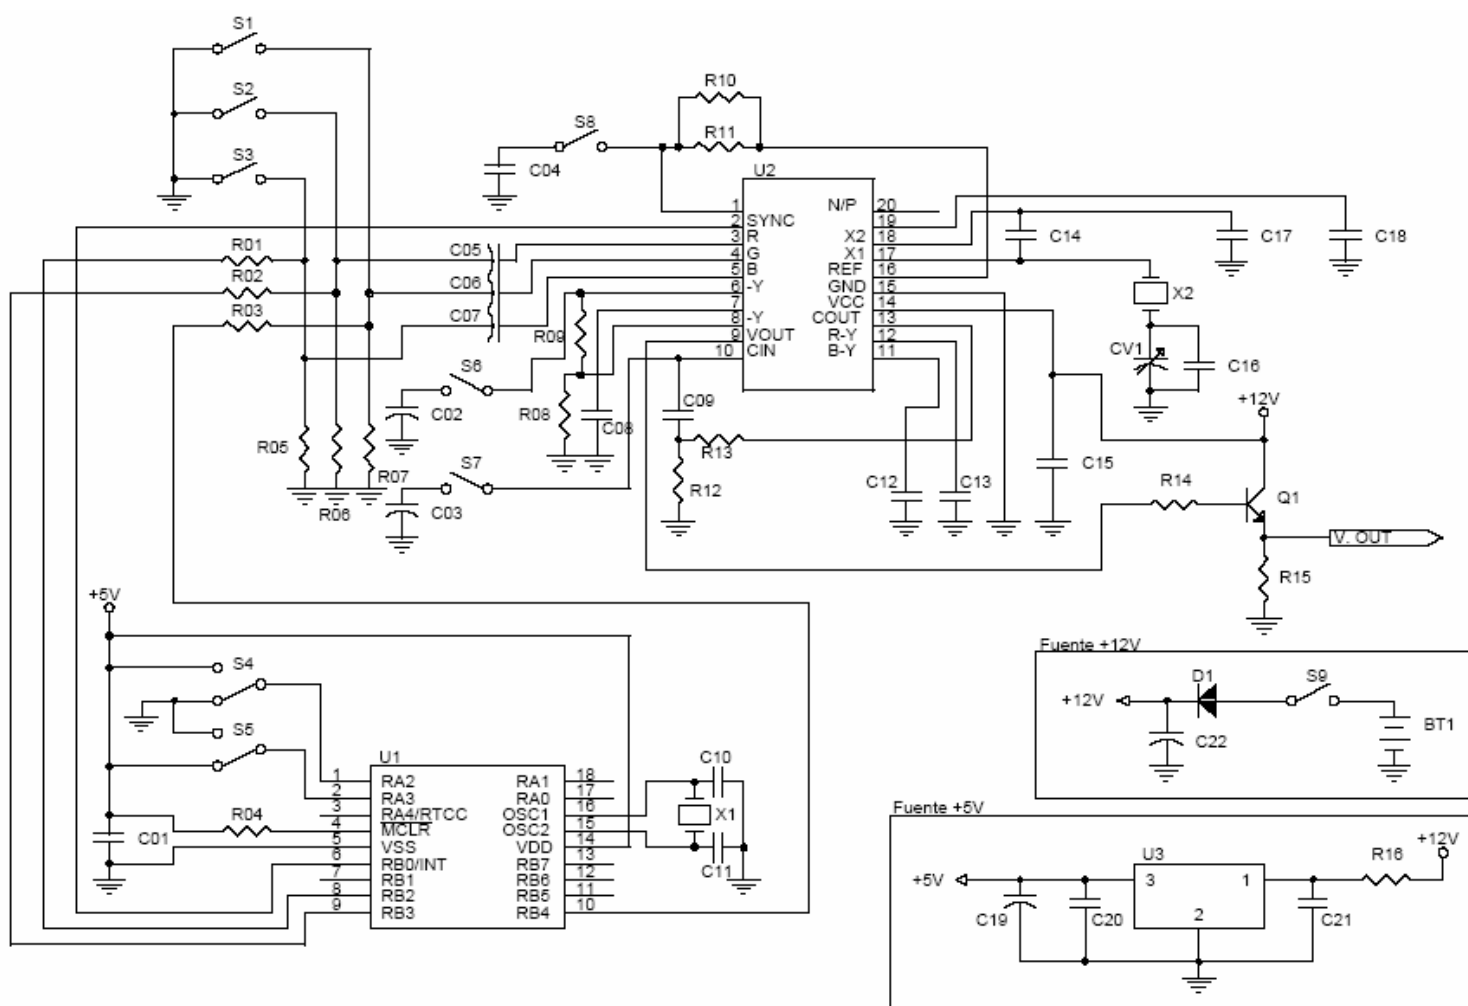 S1
S2
S3
S8
R10
R11
C04
U2
1
2
3
4
5
6
7
8
9
10
SYNC
R
G
B
-Y
-Y
VOUT
CIN
N/P
X2
X1
REF
GND
VCC
COUT
R-Y
B-Y
20
19
18
17
16
15
14
13
12
11
C14
C17
C18
X2
CV1
C16
+12V
R01
R02
R03
C05
C06
C07
R09
S6
C02
R08
C08
C09
R13
R12
S7
C03
R05
R06
R07
C12
C13
C15
R14
Q1
V. OUT
R15
+5V
S4
S5
U1
1
2
3
4
5
6
7
8
9
RA2
RA3
RA4/RTCC
MCLR
VSS
RB0/INT
RB1
RB2
RB3
RA1
RA0
OSC1
OSC2
VDD
RB7
RB6
RB5
RB4
18
17
16
15
14
13
12
11
10
C10
X1
C11
R04
C01
Fuente +12V
+12V
D1
S9
C22
BT1
Fuente +5V
+5V
U3
3
1
2
R16
+12V
C19
C20
C21